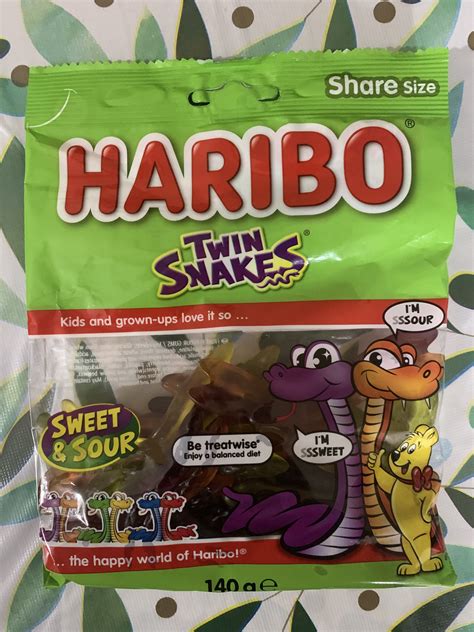 Share Size
HARIBO®
TWIN
SNAKES®
Kids and grown-ups love it so ...
I'M
SSSOUR
SWEET
& SOUR
Be treatwise®
Enjoy a balanced diet
I'M
SSSWEET
... the happy world of Haribo!®
140 g ℮